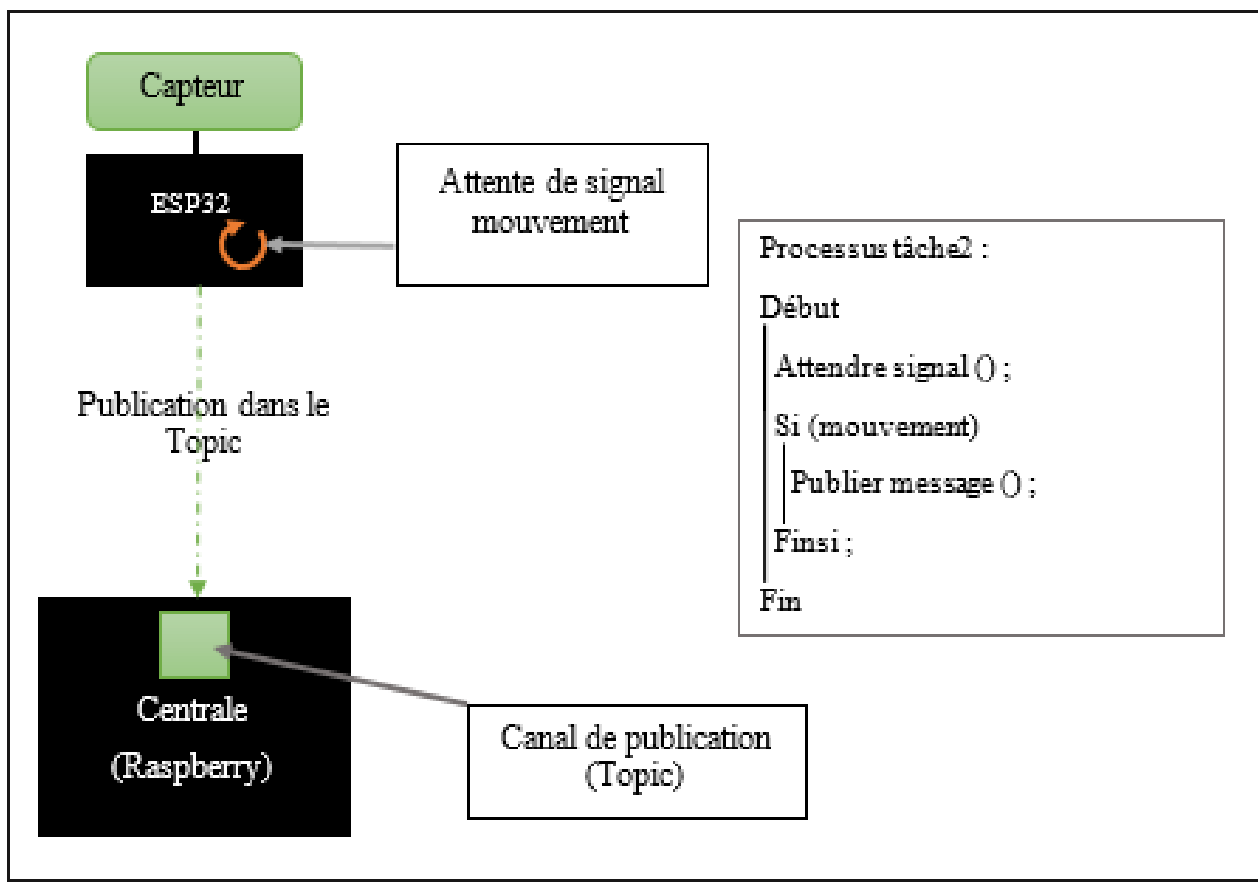 Capteur
ESP32
Attente de signal
mouvement
Publication dans le
Topic
Centrale
(Raspberry)
Canal de publication
(Topic)
Processus tâche2 :
Début
Attendre signal () ;
Si (mouvement)
Publier message () ;
Finsi ;
Fin